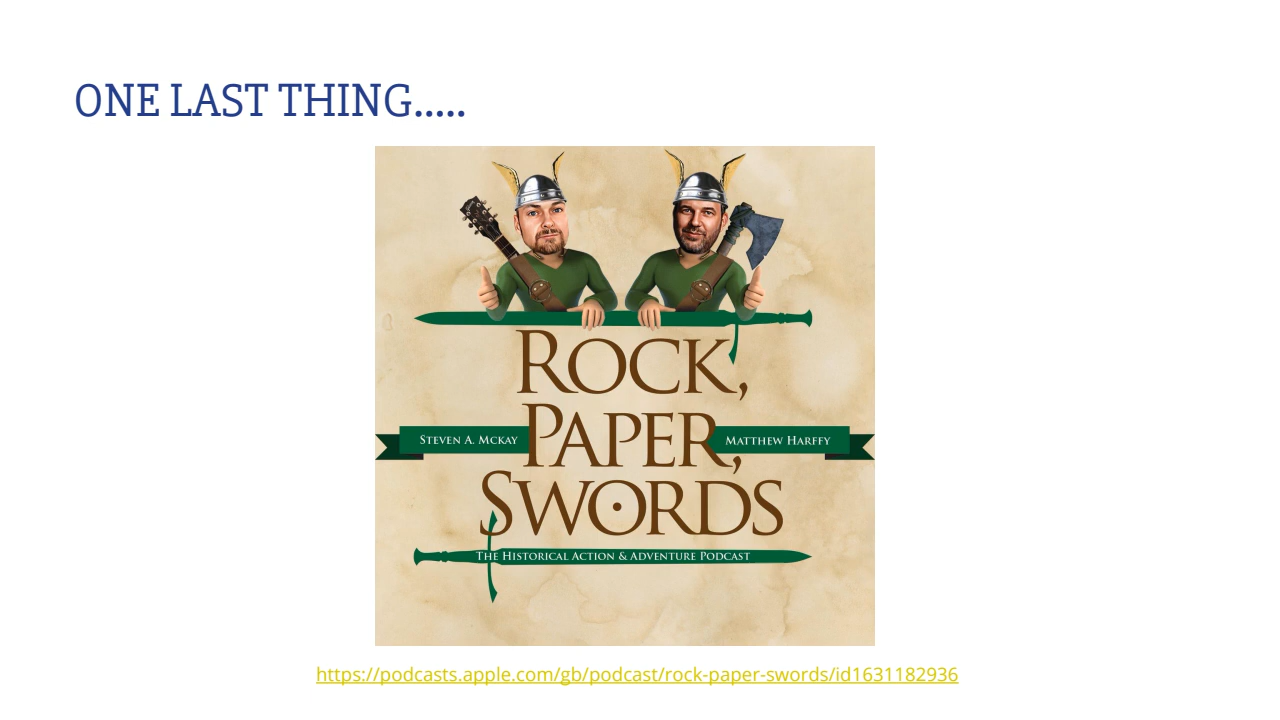 ONE LAST THING.....
ROCK,
PAPER,
STEVEN A. MCKAY
MATTHEW HARFFY
SWORDS
THE HISTORICAL ACTION & ADVENTURE PODCAST
https://podcasts.apple.com/gb/podcast/rock-paper-swords/id1631182936